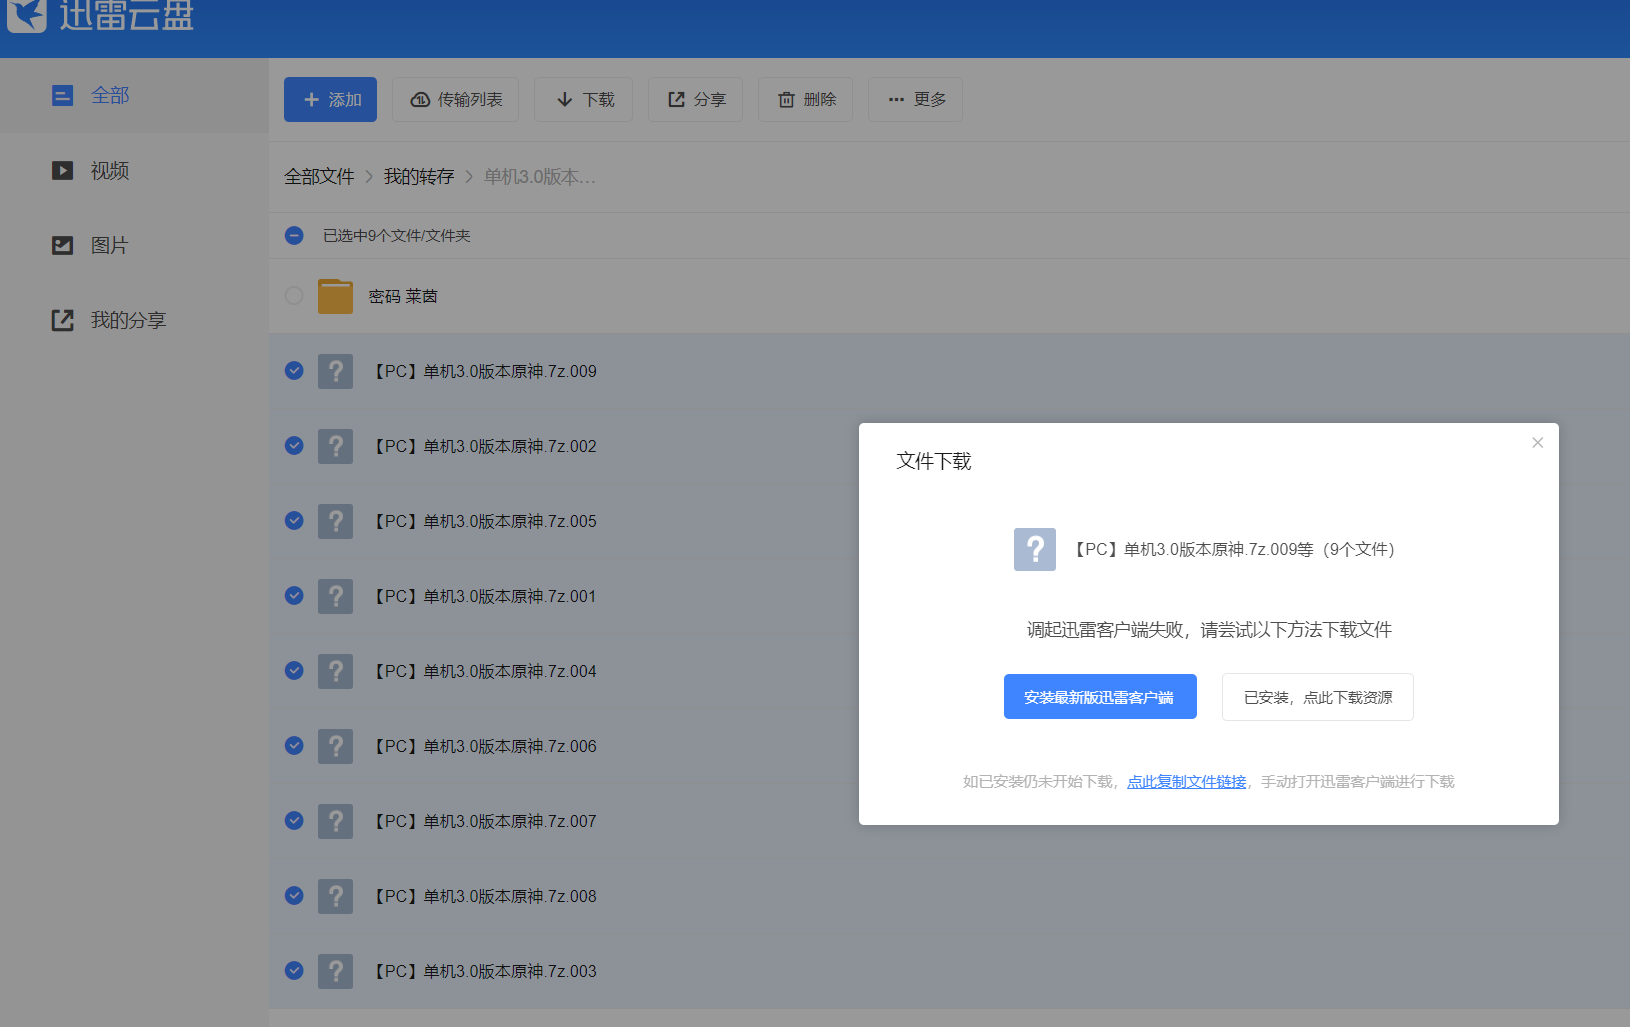 迅雷云盘
全部
视频
图片
我的分享
添加
传输列表
下载
分享
删除
更多
全部文件 > 我的转存 > 单机3.0版本...
已选中9个文件/文件夹
密码 莱茵
【PC】单机3.0版本原神.7z.009
【PC】单机3.0版本原神.7z.002
【PC】单机3.0版本原神.7z.005
【PC】单机3.0版本原神.7z.001
【PC】单机3.0版本原神.7z.004
【PC】单机3.0版本原神.7z.006
【PC】单机3.0版本原神.7z.007
【PC】单机3.0版本原神.7z.008
【PC】单机3.0版本原神.7z.003
文件下载
【PC】单机3.0版本原神.7z.009等（9个文件）
调起迅雷客户端失败，请尝试以下方法下载文件
安装最新版迅雷客户端
已安装，点此下载资源
如已安装仍未开始下载，点此复制文件链接，手动打开迅雷客户端进行下载